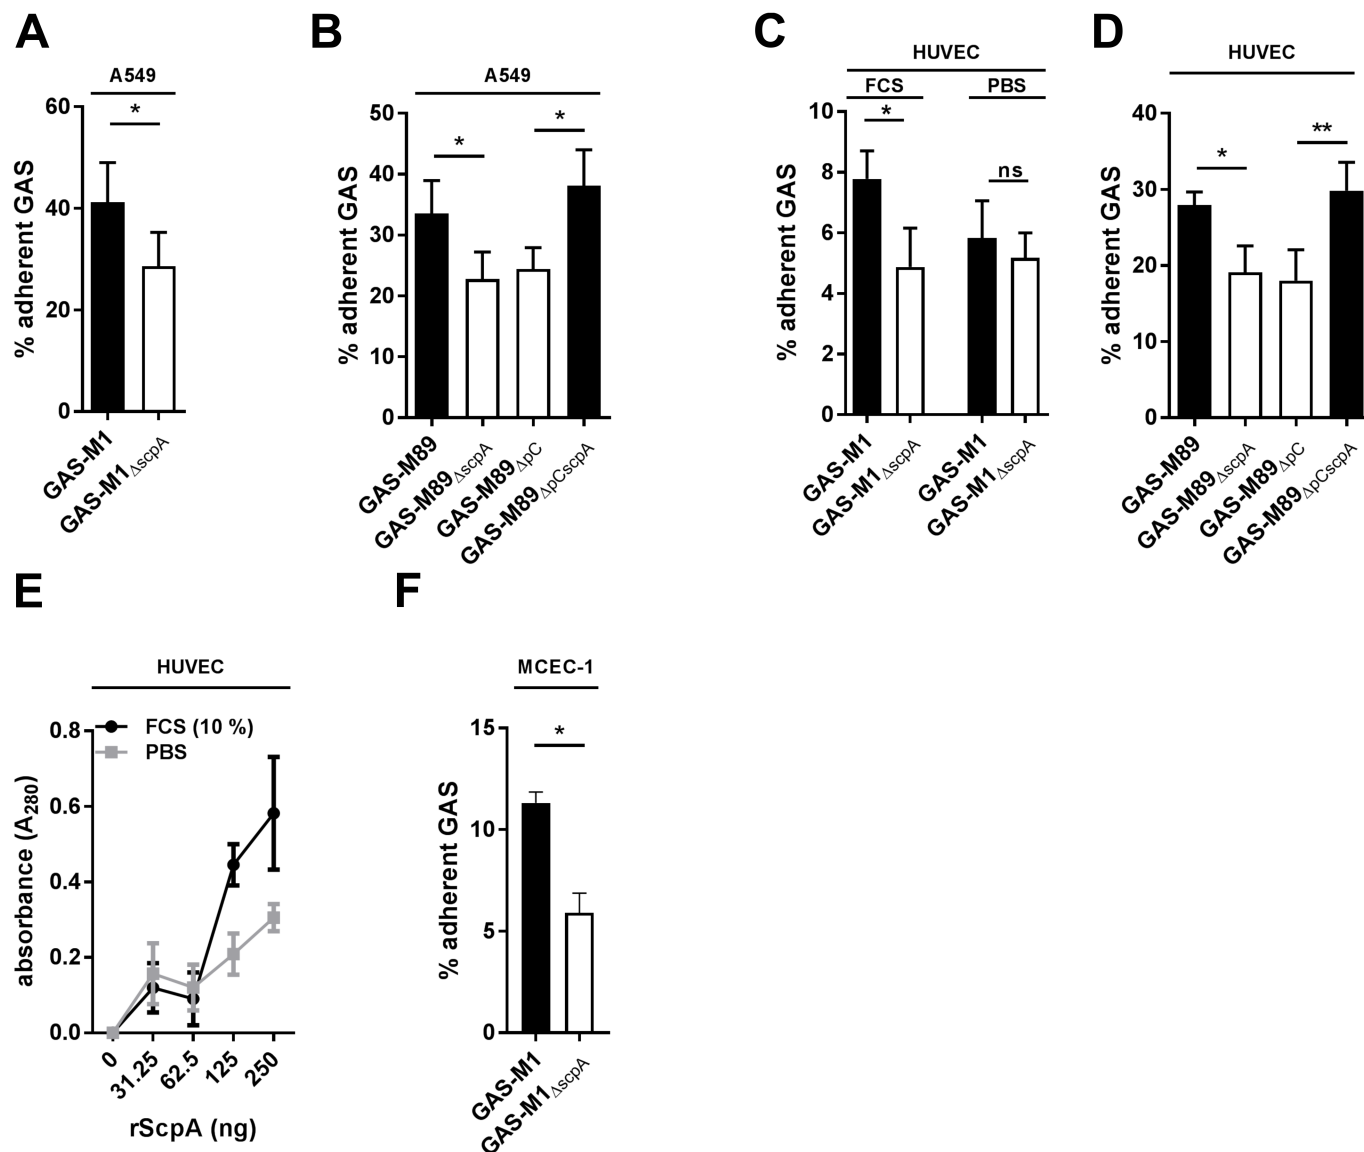 A
A549
*
% adherent GAS
60
40
20
0
GAS-M1
GAS-M1ΔscpA
B
A549
*
*
% adherent GAS
50
40
30
20
10
0
GAS-M89
GAS-M89ΔscpA
GAS-M89ΔpC
GAS-M89ΔpCscpA
C
HUVEC
FCS
PBS
*
ns
% adherent GAS
10
8
6
4
2
0
GAS-M1
GAS-M1ΔscpA
GAS-M1
GAS-M1ΔscpA
D
HUVEC
*
**
% adherent GAS
40
30
20
10
0
GAS-M89
GAS-M89ΔscpA
GAS-M89ΔpC
GAS-M89ΔpCscpA
E
HUVEC
FCS (10 %)
PBS
absorbance (A280)
0.8
0.6
0.4
0.2
0.0
0
31.25
62.5
125
250
rScpA (ng)
F
MCEC-1
*
% adherent GAS
15
10
5
0
GAS-M1
GAS-M1ΔscpA